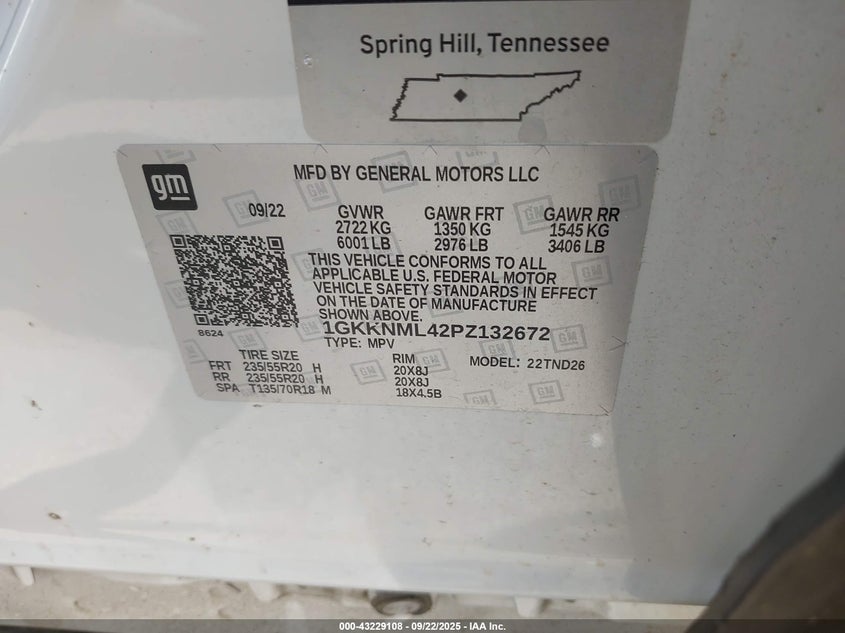 Spring Hill, Tennessee
gm
MFD BY GENERAL MOTORS LLC
09/22 GVWR GAWR FRT GAWR RR
2722 KG 1350 KG 1545 KG
6001 LB 2976 LB 3406 LB
THIS VEHICLE CONFORMS TO ALL
APPLICABLE U.S. FEDERAL MOTOR
VEHICLE SAFETY STANDARDS IN EFFECT
ON THE DATE OF MANUFACTURE
SHOWN ABOVE.
8624
1GKKNML42PZ132672
TYPE: MPV
TIRE SIZE RIM MODEL: 22TND26
FRT 235/55R20 H 20X8J
RR 235/55R20 H 20X8J
SPA T135/70R18 M 18X4.5B
000-43229108 - 09/22/2025 - IAA Inc.